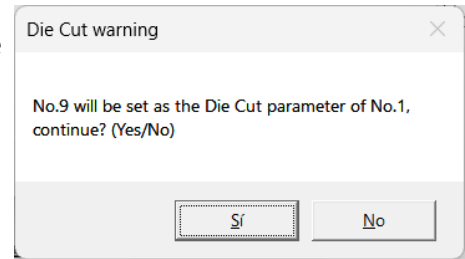 Die Cut warning
No.9 will be set as the Die Cut parameter of No.1,
continue? (Yes/No)
Sí
No